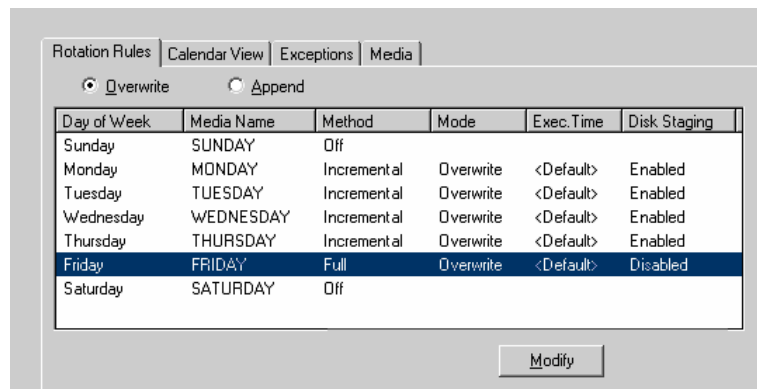 Rotation Rules Calendar View Exceptions Media
Overwrite Append
Day of Week Media Name Method Mode Exec.Time Disk Staging
Sunday SUNDAY Off
Monday MONDAY Incremental Overwrite <Default> Enabled
Tuesday TUESDAY Incremental Overwrite <Default> Enabled
Wednesday WEDNESDAY Incremental Overwrite <Default> Enabled
Thursday THURSDAY Incremental Overwrite <Default> Enabled
Friday FRIDAY Full Overwrite <Default> Disabled
Saturday SATURDAY Off
Modify